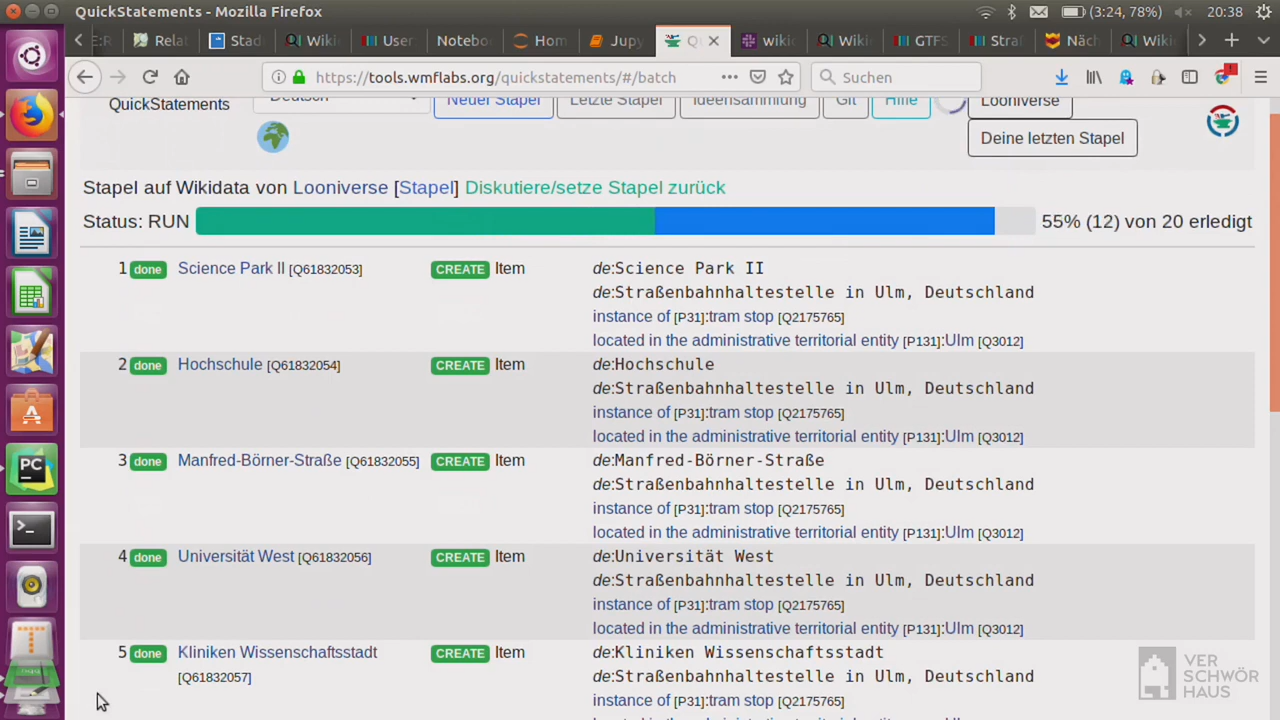 QuickStatements - Mozilla Firefox
(3:24, 78%) 20:38
E:R Relat Stad Wiki User Notebo Hom Jupy Q wiki Wiki GTFS Stra Näch Wiki
https://tools.wmflabs.org/quickstatements/#/batch Suchen
QuickStatements Deutsch Neuer Stapel Letzte Stapel Ideensammlung Git Hilfe Looniverse
Deine letzten Stapel
Stapel auf Wikidata von Looniverse [Stapel] Diskutiere/setze Stapel zurück
Status: RUN 55% (12) von 20 erledigt
1 done Science Park II [Q61832053] CREATE Item de:Science Park II
de:Straßenbahnhaltestelle in Ulm, Deutschland
instance of [P31]:tram stop [Q2175765]
located in the administrative territorial entity [P131]:Ulm [Q3012]
2 done Hochschule [Q61832054] CREATE Item de:Hochschule
de:Straßenbahnhaltestelle in Ulm, Deutschland
instance of [P31]:tram stop [Q2175765]
located in the administrative territorial entity [P131]:Ulm [Q3012]
3 done Manfred-Börner-Straße [Q61832055] CREATE Item de:Manfred-Börner-Straße
de:Straßenbahnhaltestelle in Ulm, Deutschland
instance of [P31]:tram stop [Q2175765]
located in the administrative territorial entity [P131]:Ulm [Q3012]
4 done Universität West [Q61832056] CREATE Item de:Universität West
de:Straßenbahnhaltestelle in Ulm, Deutschland
instance of [P31]:tram stop [Q2175765]
located in the administrative territorial entity [P131]:Ulm [Q3012]
5 done Kliniken Wissenschaftsstadt CREATE Item de:Kliniken Wissenschaftsstadt
[Q61832057] de:Straßenbahnhaltestelle in Ulm, Deutschland
instance of [P31]:tram stop [Q2175765]
VER
SCHWÖR
HAUS